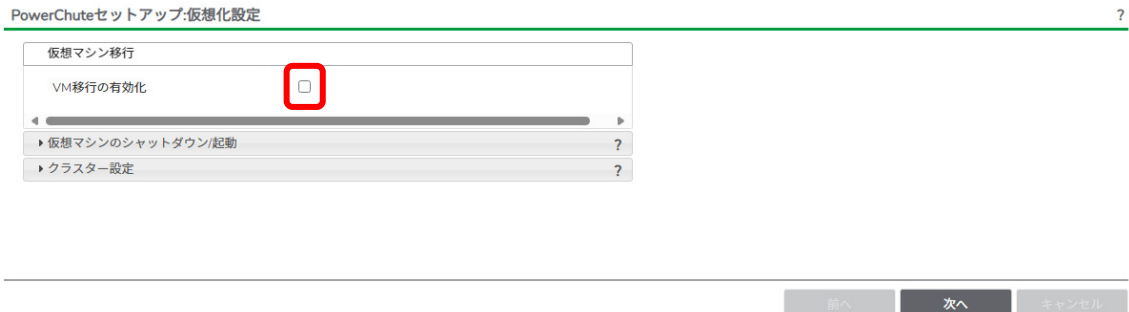 PowerChuteセットアップ:仮想化設定 ?
仮想マシン移行
VM移行の有効化
仮想マシンのシャットダウン/起動 ?
クラスター設定 ?
前へ 次へ キャンセル